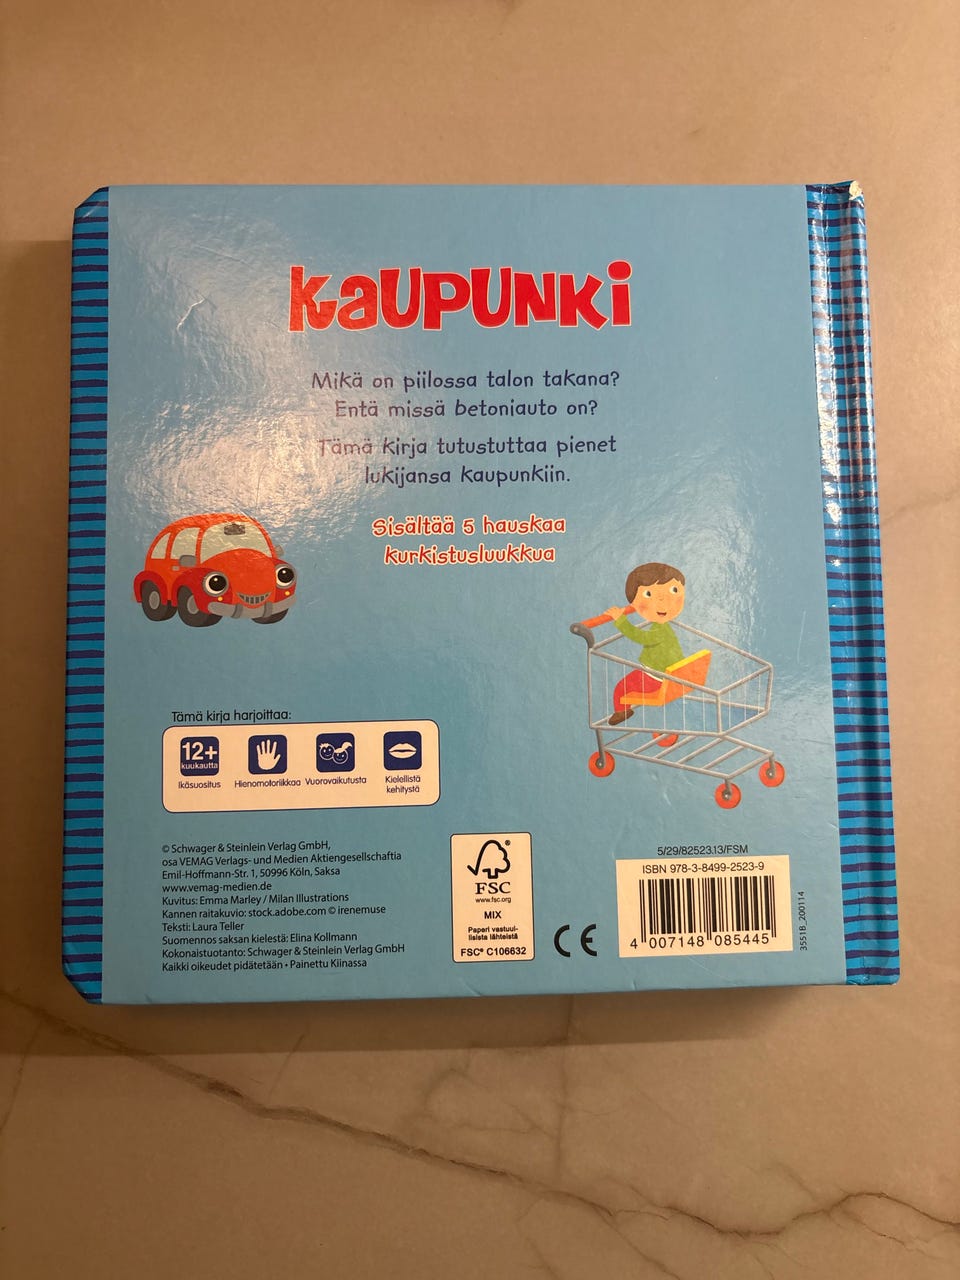 Kaupunki
Mikä on piilossa talon takana?
Entä missä betoniauto on?
Tämä kirja tutustuttaa pienet
lukijansa kaupunkiin.
Sisältää 5 hauskaa
kurkistusluukkua
Tämä kirja harjoittaa:
12+
kuukautta
Ikäsuositus
Hienomotoriikkaa
Vuorovaikutusta
Kielellistä
kehitystä
© Schwager & Steinlein Verlag GmbH,
osa VEMAG Verlags- und Medien Aktiengesellschaftia
Emil-Hoffmann-Str. 1, 50996 Köln, Saksa
www.vemag-medien.de
Kuvitus: Emma Marley / Milan Illustrations
Kannen raitakuvio: stock.adobe.com © irenemuse
Teksti: Laura Teller
Suomennos saksan kielestä: Elina Kollmann
Kokonaistuotanto: Schwager & Steinlein Verlag GmbH
Kaikki oikeudet pidätetään • Painettu Kiinassa
FSC
www.fsc.org
MIX
Paperi vastuul-
lisista lähteistä
FSC® C106632
CE
5/29/82523.13/FSM
ISBN 978-3-8499-2523-9
4 007148 085445
3551B_200114